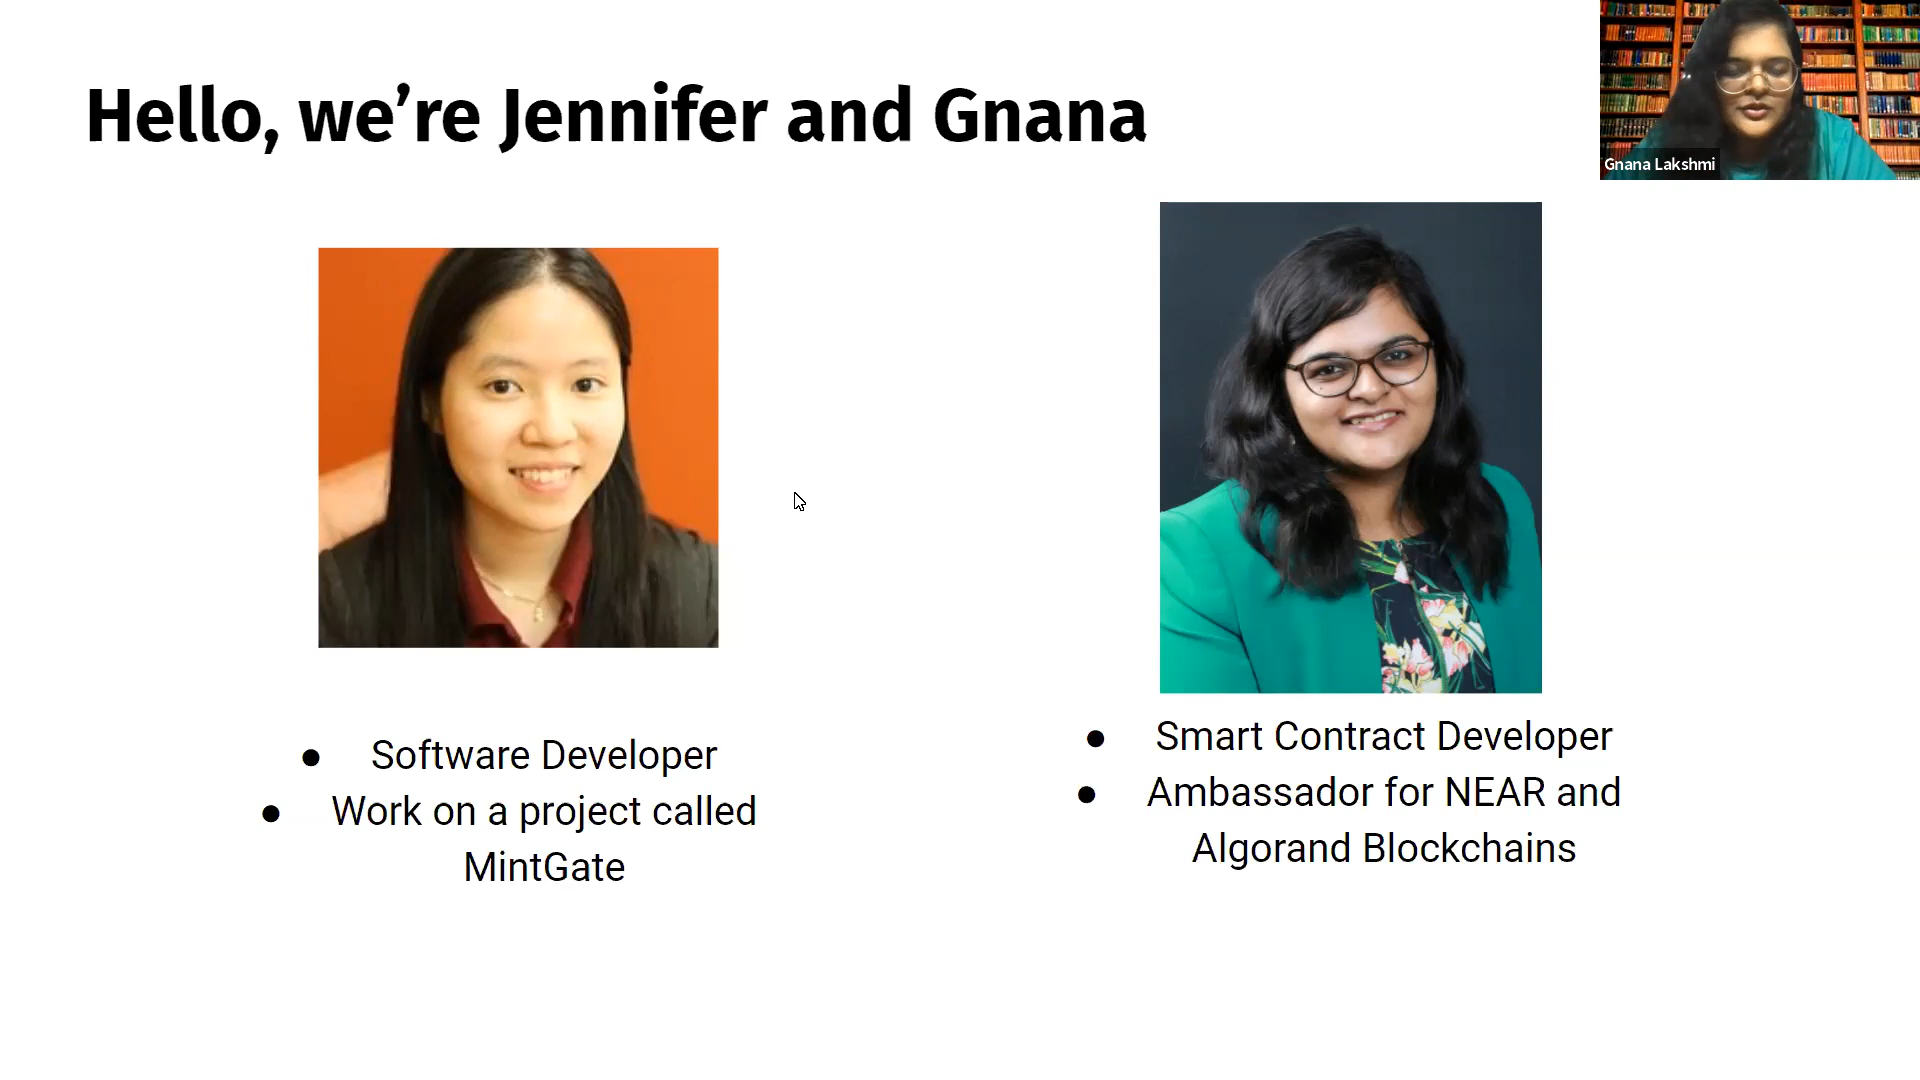 Hello, we’re Jennifer and Gnana
Gnana Lakshmi
● Software Developer
● Work on a project called
MintGate
● Smart Contract Developer
● Ambassador for NEAR and
Algorand Blockchains